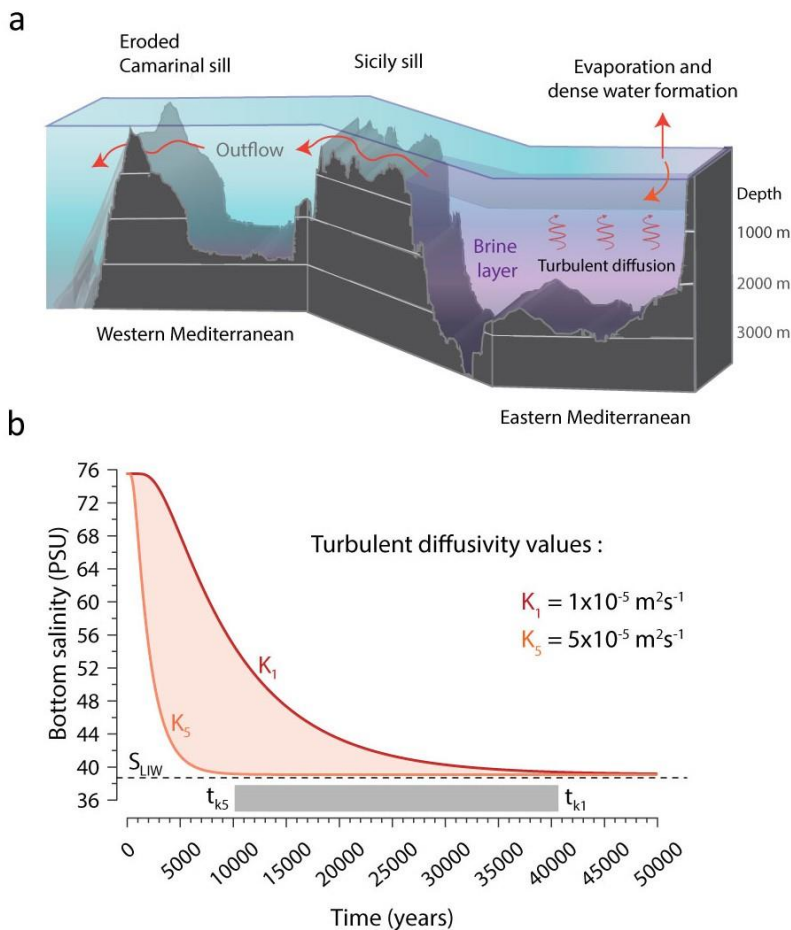 a
Eroded
Camarinal sill
Sicily sill
Evaporation and
dense water formation
Outflow
Depth
Brine
layer
Turbulent diffusion
1000 m
2000 m
3000 m
Western Mediterranean
Eastern Mediterranean
b
Bottom salinity (PSU)
76
72
68
64
60
56
52
48
44
40
36
Turbulent diffusivity values :
K₁ = 1x10⁻⁵ m²s⁻¹
K₅ = 5x10⁻⁵ m²s⁻¹
K₁
K₅
S_LIW
t_k5
t_k1
0
5000
10000
15000
20000
25000
30000
35000
40000
45000
50000
Time (years)